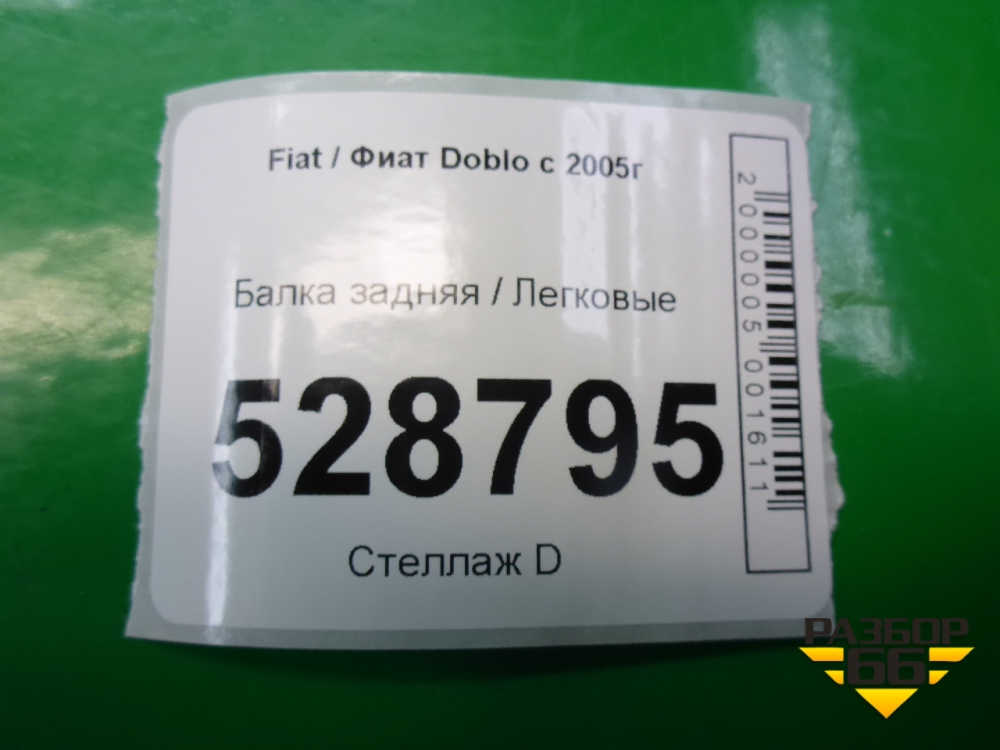 Fiat / Фиат Doblo с 2005г
Балка задняя / Легковые
528795
Стеллаж D
2000005001611
РАЗБОР
66